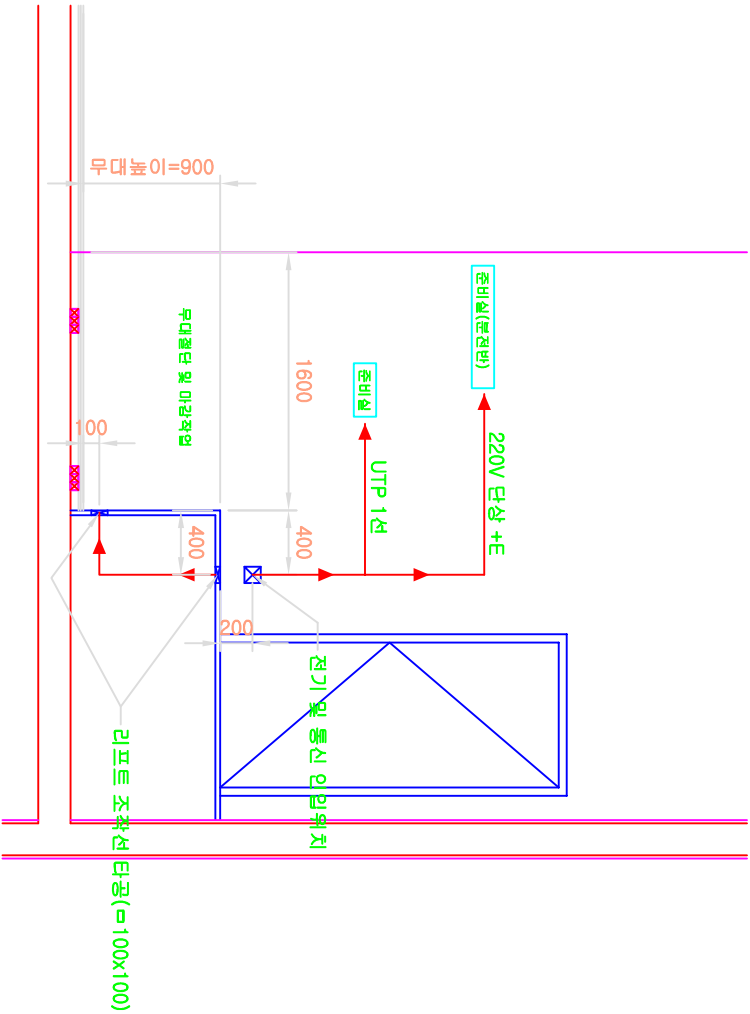 무대높이=900
준비실(분전반)
준비실
무대절단 및 마감작업
1600
100
220V 단상 +E
UTP 1선
400
400
200
전기 및 통신 인입위치
리프트 조작선 타공(ㅁ100x100)